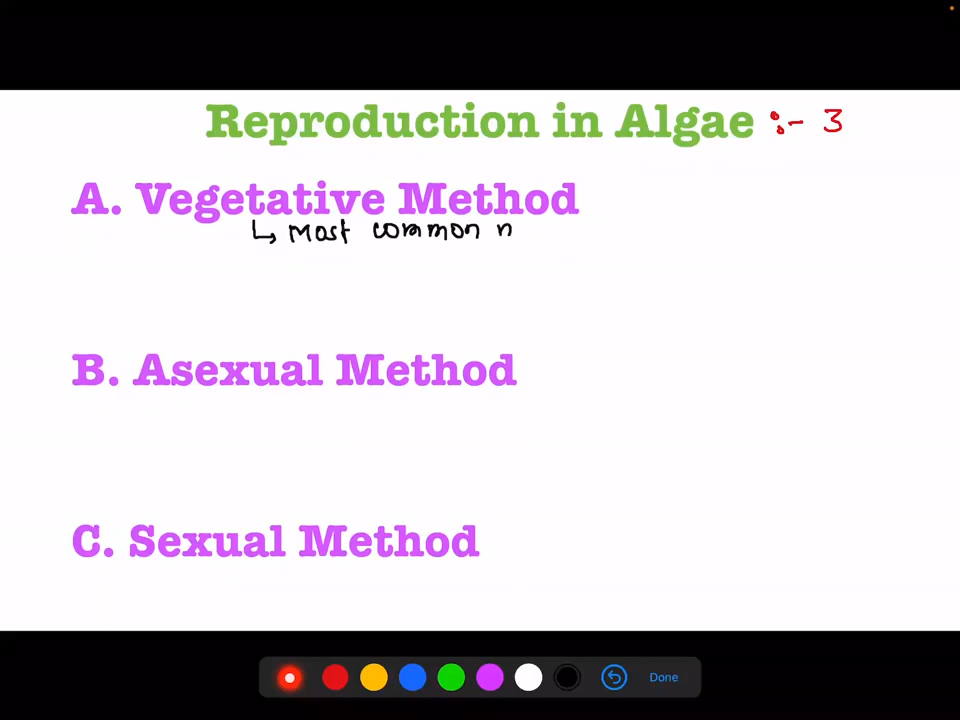 Reproduction in Algae :- 3
A. Vegetative Method
↳ Most common
B. Asexual Method
C. Sexual Method
Done